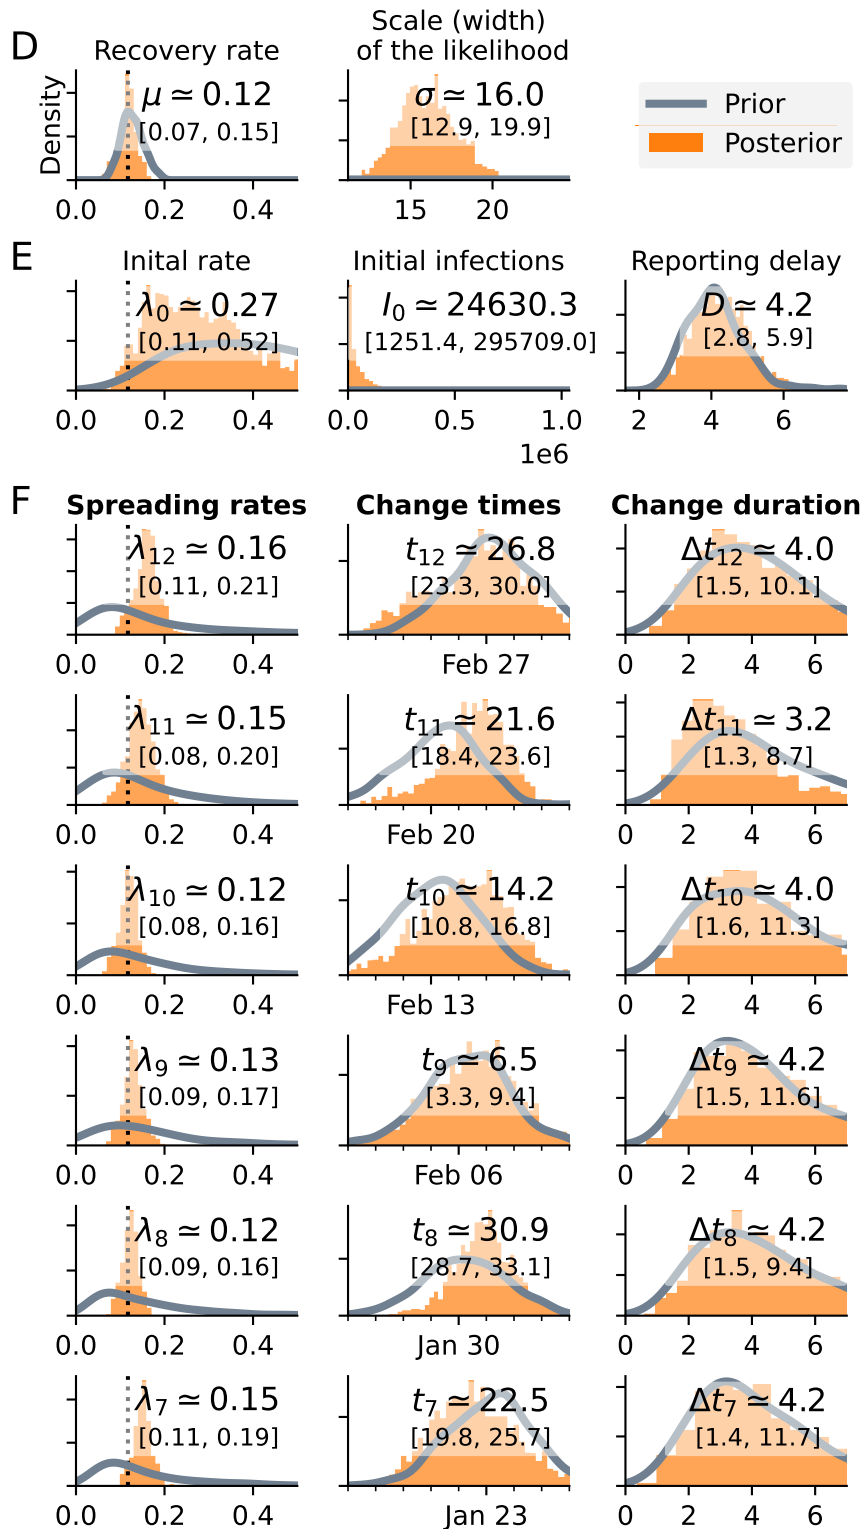 D
Recovery rate
Scale (width)
of the likelihood
Density
μ ≃ 0.12
[0.07, 0.15]
0.0 0.2 0.4
σ ≃ 16.0
[12.9, 19.9]
15 20
Prior
Posterior
E
Inital rate
Initial infections
Reporting delay
λ0 ≃ 0.27
[0.11, 0.52]
0.0 0.2 0.4
I0 ≃ 24630.3
[1251.4, 295709.0]
0.0 0.5 1.0
1e6
D ≃ 4.2
[2.8, 5.9]
2 4 6
F
Spreading rates
Change times
Change duration
λ12 ≃ 0.16
[0.11, 0.21]
0.0 0.2 0.4
t12 ≃ 26.8
[23.3, 30.0]
Feb 27
Δt12 ≃ 4.0
[1.5, 10.1]
0 2 4 6
λ11 ≃ 0.15
[0.08, 0.20]
0.0 0.2 0.4
t11 ≃ 21.6
[18.4, 23.6]
Feb 20
Δt11 ≃ 3.2
[1.3, 8.7]
0 2 4 6
λ10 ≃ 0.12
[0.08, 0.16]
0.0 0.2 0.4
t10 ≃ 14.2
[10.8, 16.8]
Feb 13
Δt10 ≃ 4.0
[1.6, 11.3]
0 2 4 6
λ9 ≃ 0.13
[0.09, 0.17]
0.0 0.2 0.4
t9 ≃ 6.5
[3.3, 9.4]
Feb 06
Δt9 ≃ 4.2
[1.5, 11.6]
0 2 4 6
λ8 ≃ 0.12
[0.09, 0.16]
0.0 0.2 0.4
t8 ≃ 30.9
[28.7, 33.1]
Jan 30
Δt8 ≃ 4.2
[1.5, 9.4]
0 2 4 6
λ7 ≃ 0.15
[0.11, 0.19]
0.0 0.2 0.4
t7 ≃ 22.5
[19.8, 25.7]
Jan 23
Δt7 ≃ 4.2
[1.4, 11.7]
0 2 4 6